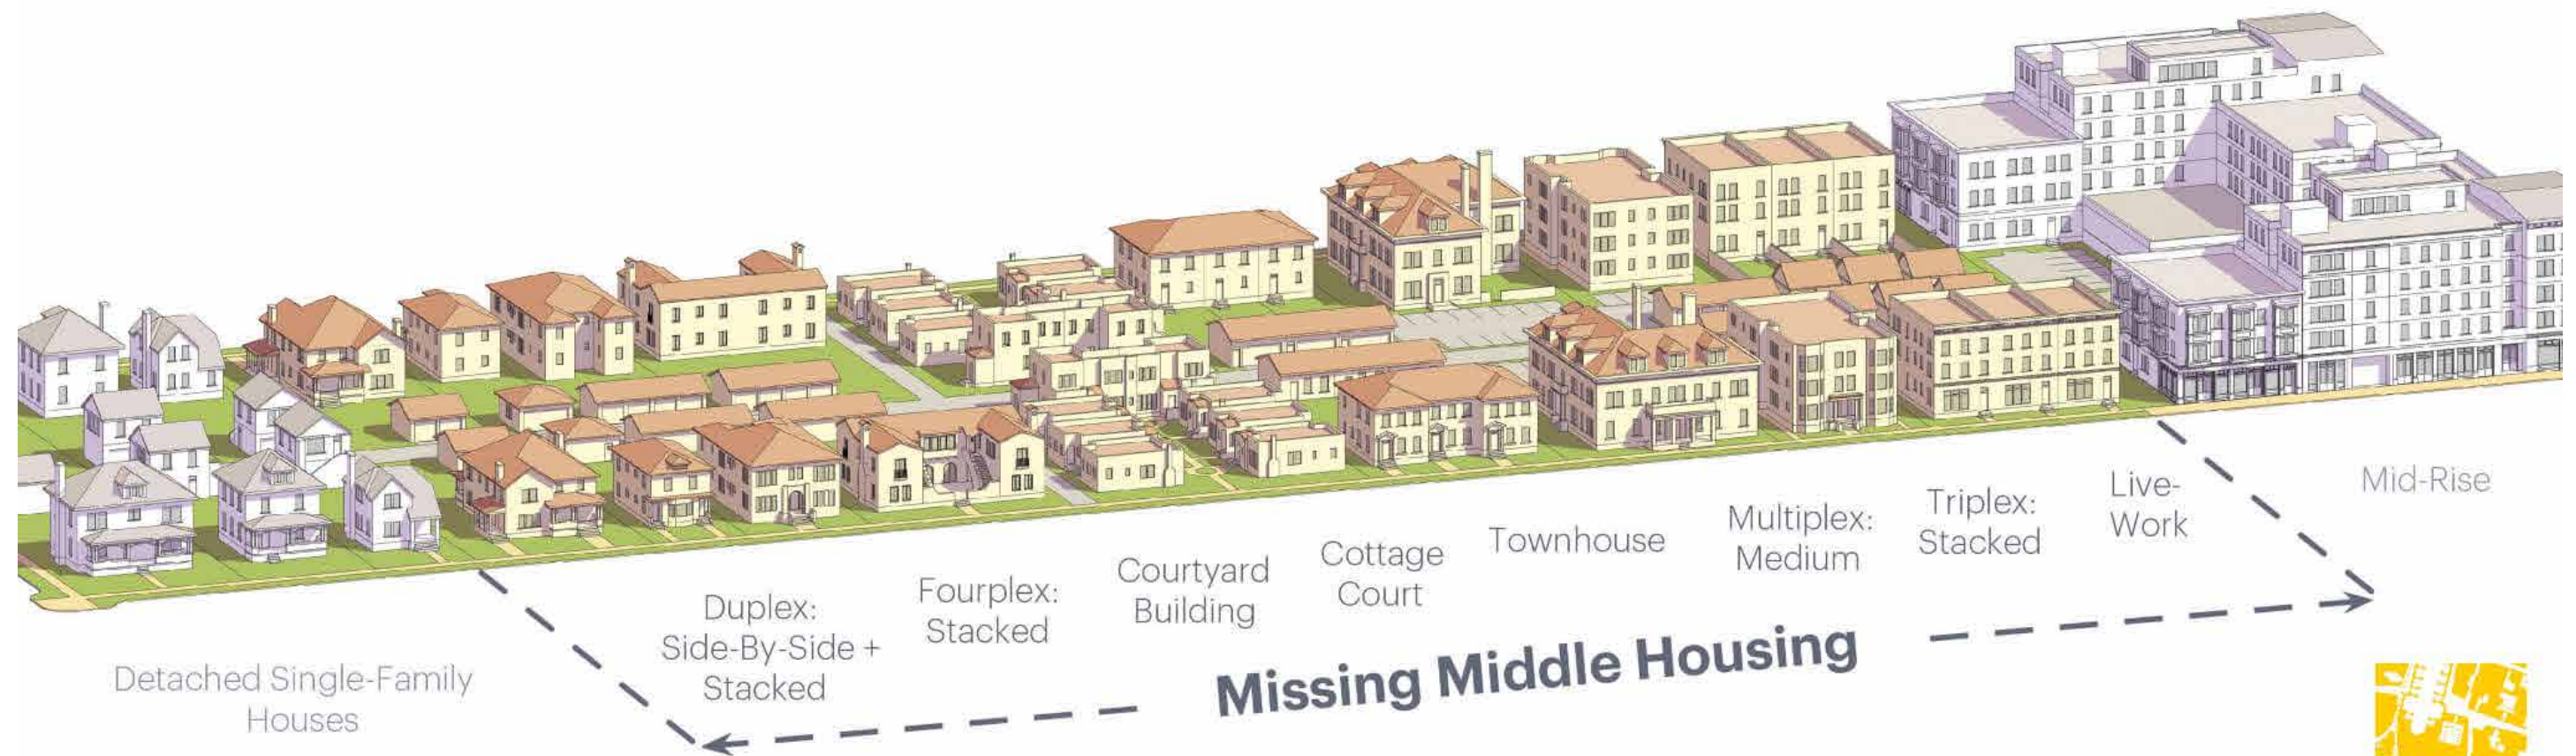 Detached Single-Family
Houses
Duplex:
Side-By-Side +
Stacked
Fourplex:
Stacked
Courtyard
Building
Cottage
Court
Townhouse
Multiplex:
Medium
Triplex:
Stacked
Live-
Work
Mid-Rise
Missing Middle Housing